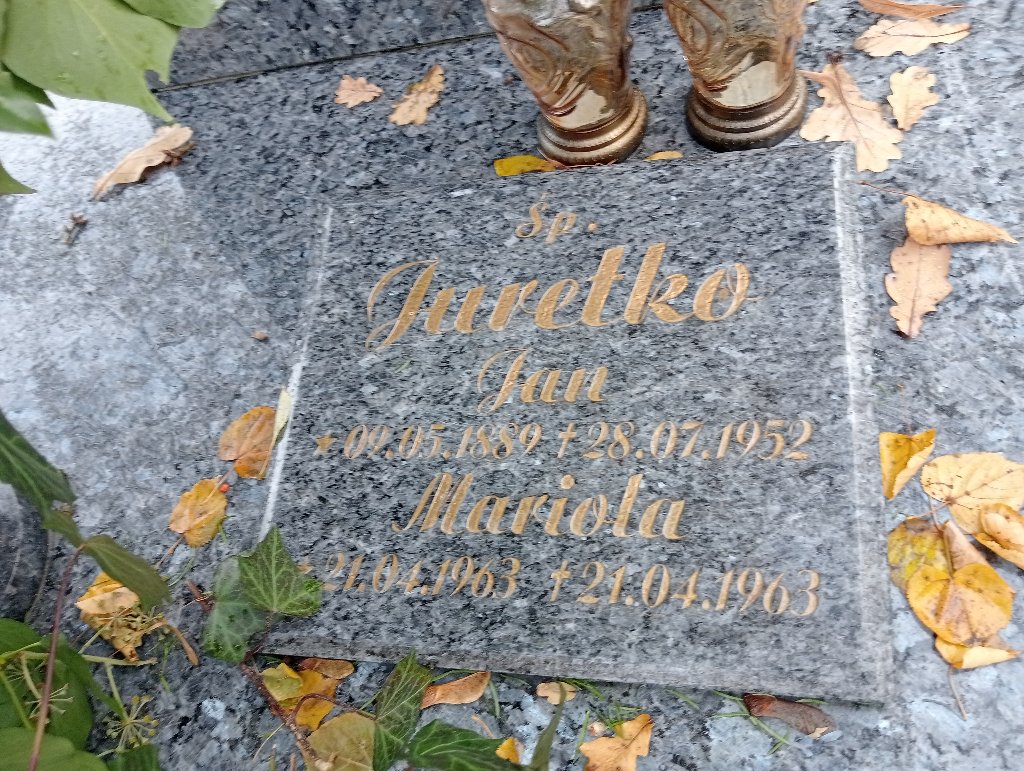 Śp.
Juretko
Jan
*09.05.1889 †28.07.1952
Mariola
*21.04.1963 †21.04.1963